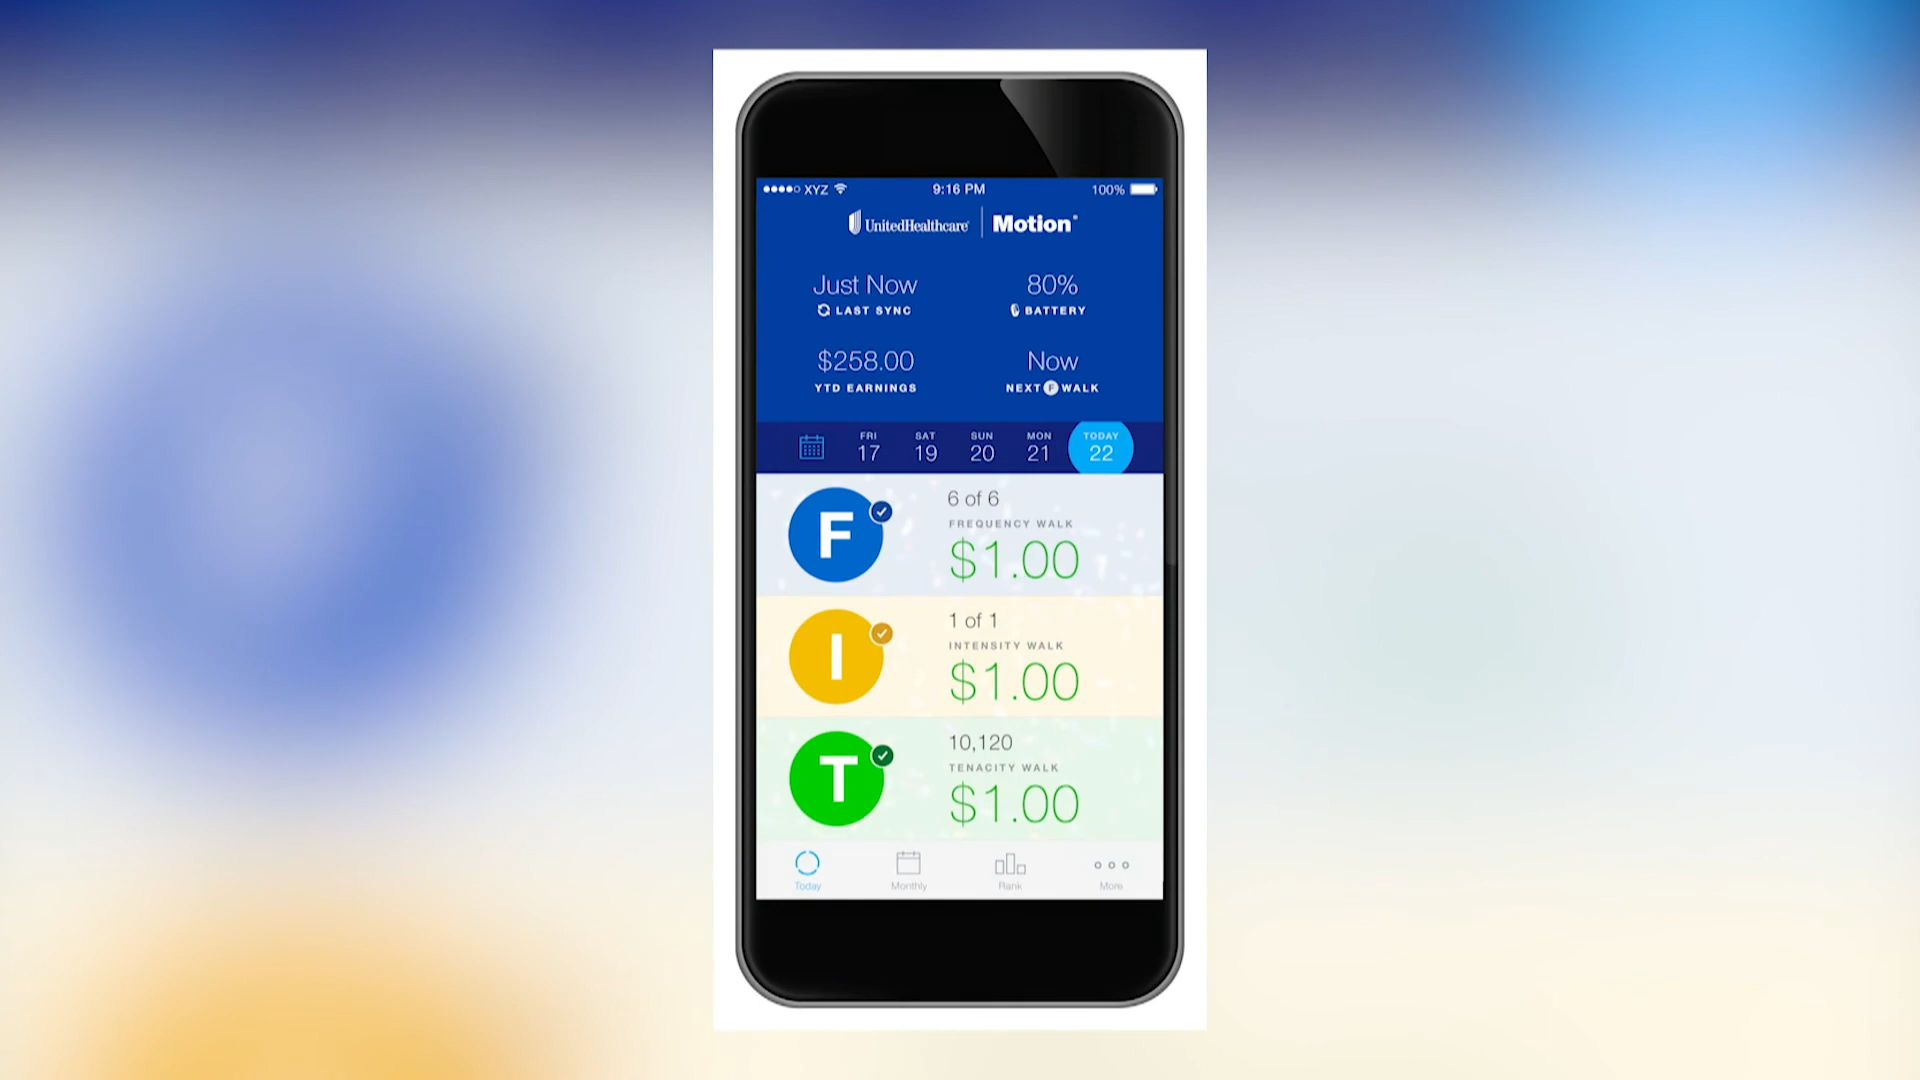 XYZ 9:16 PM 100%
UnitedHealthcare Motion®
Just Now 80%
LAST SYNC BATTERY
$258.00 Now
YTD EARNINGS NEXT F WALK
FRI SAT SUN MON TODAY
17 19 20 21 22
F
6 of 6
FREQUENCY WALK
$1.00
I
1 of 1
INTENSITY WALK
$1.00
T
10,120
TENACITY WALK
$1.00
Today Monthly Rank More